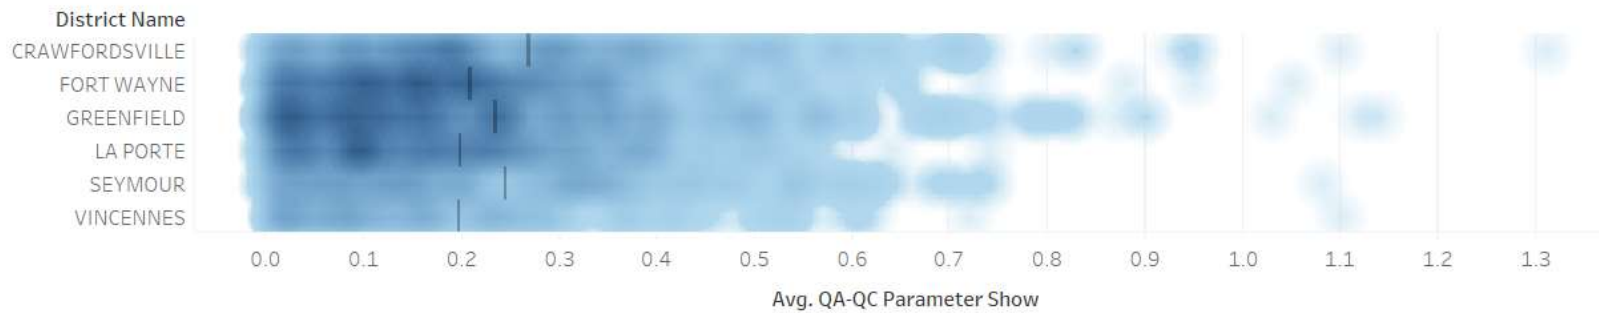 District Name
CRAWFORDSVILLE
FORT WAYNE
GREENFIELD
LA PORTE
SEYMOUR
VINCENNES
0.0 0.1 0.2 0.3 0.4 0.5 0.6 0.7 0.8 0.9 1.0 1.1 1.2 1.3
Avg. QA-QC Parameter Show